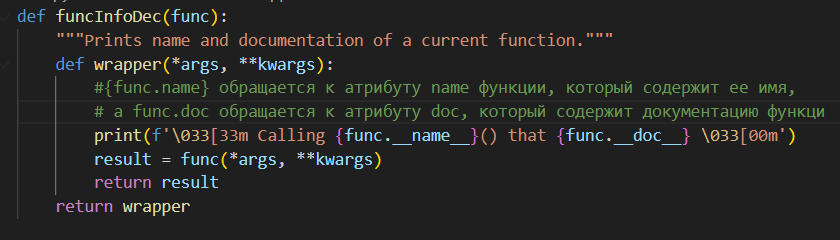 def funcInfoDec(func):
    """Prints name and documentation of a current function."""
    def wrapper(*args, **kwargs):
        #{func.name} обращается к атрибуту name функции, который содержит ее имя,
        # а func.doc обращается к атрибуту doc, который содержит документацию функци
        print(f'\033[33m Calling {func.__name__}() that {func.__doc__} \033[00m')
        result = func(*args, **kwargs)
        return result
    return wrapper